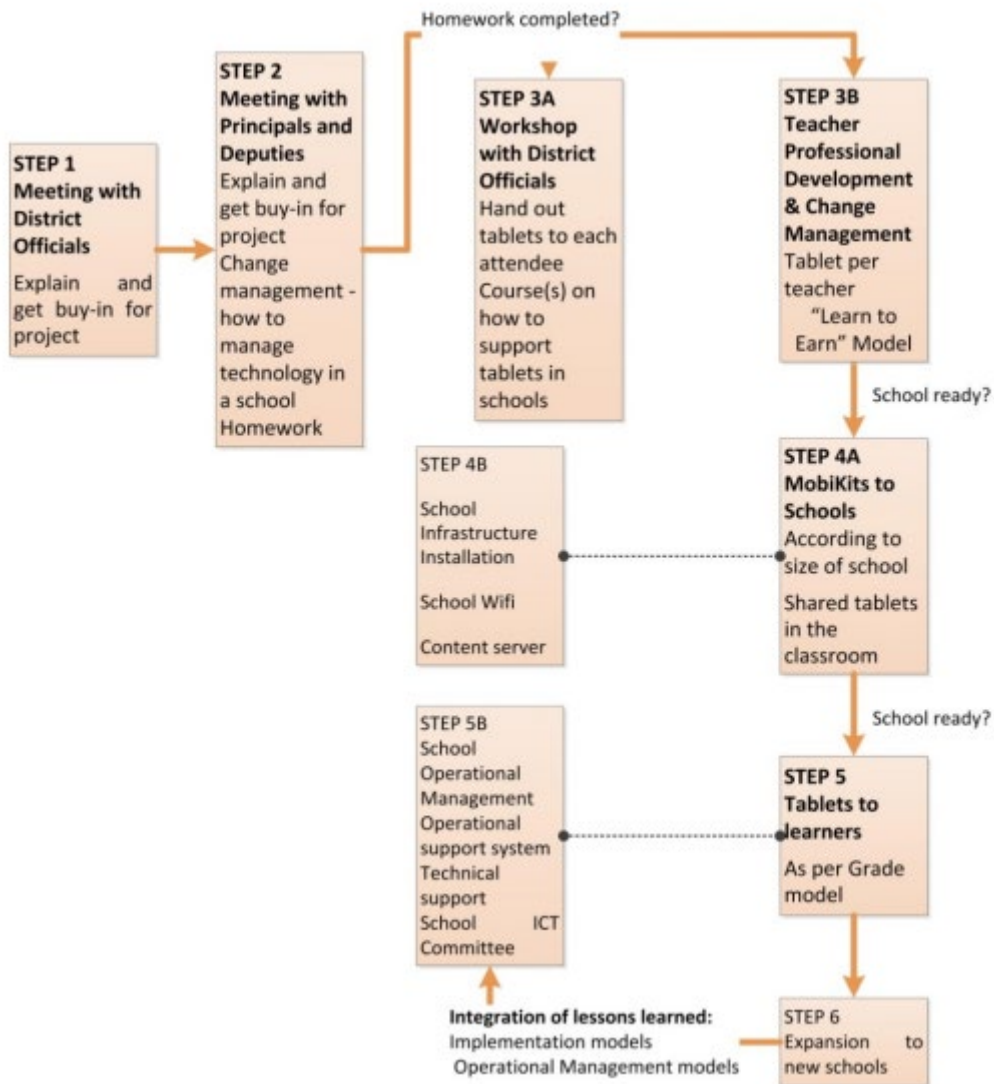 Homework completed?
STEP 1
Meeting with
District
Officials
Explain and
get buy-in for
project
STEP 2
Meeting with
Principals and
Deputies
Explain and
get buy-in for
project
Change
management -
how to
manage
technology in
a school
Homework
STEP 3A
Workshop
with District
Officials
Hand out
tablets to each
attendee
Course(s) on
how to
support
tablets in
schools
STEP 3B
Teacher
Professional
Development
& Change
Management
Tablet per
teacher
“Learn to
Earn” Model
School ready?
STEP 4B
School
Infrastructure
Installation
School Wifi
Content server
STEP 4A
MobiKits to
Schools
According to
size of school
Shared tablets
in the
classroom
School ready?
STEP 5B
School
Operational
Management
Operational
support system
Technical
support
School ICT
Committee
STEP 5
Tablets to
learners
As per Grade
model
Integration of lessons learned:
Implementation models
Operational Management models
STEP 6
Expansion to
new schools